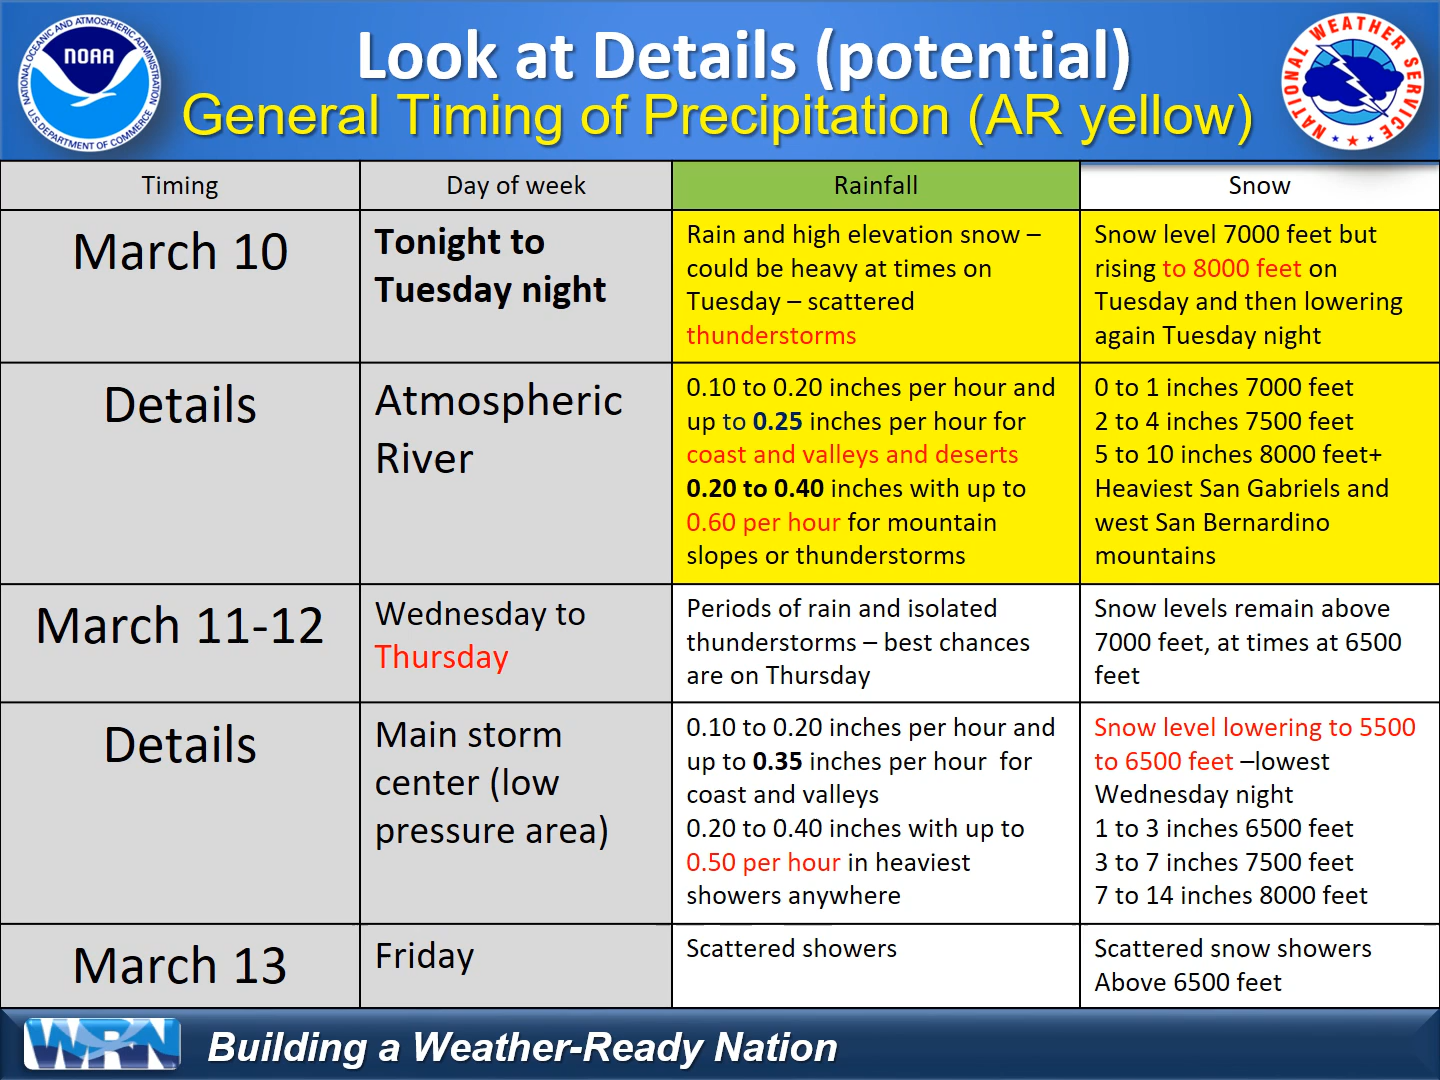 Look at Details (potential)
General Timing of Precipitation (AR yellow)
NATIONAL OCEANIC AND ATMOSPHERIC ADMINISTRATION
U.S. DEPARTMENT OF COMMERCE
NOAA
NATIONAL WEATHER SERVICE
Timing
Day of week
Rainfall
Snow
March 10
Tonight to
Tuesday night
Rain and high elevation snow –
could be heavy at times on
Tuesday – scattered
thunderstorms
Snow level 7000 feet but
rising to 8000 feet on
Tuesday and then lowering
again Tuesday night
Details
Atmospheric
River
0.10 to 0.20 inches per hour and
up to 0.25 inches per hour for
coast and valleys and deserts
0.20 to 0.40 inches with up to
0.60 per hour for mountain
slopes or thunderstorms
0 to 1 inches 7000 feet
2 to 4 inches 7500 feet
5 to 10 inches 8000 feet+
Heaviest San Gabriels and
west San Bernardino
mountains
March 11-12
Wednesday to
Thursday
Periods of rain and isolated
thunderstorms – best chances
are on Thursday
Snow levels remain above
7000 feet, at times at 6500
feet
Details
Main storm
center (low
pressure area)
0.10 to 0.20 inches per hour and
up to 0.35 inches per hour  for
coast and valleys
0.20 to 0.40 inches with up to
0.50 per hour in heaviest
showers anywhere
Snow level lowering to 5500
to 6500 feet –lowest
Wednesday night
1 to 3 inches 6500 feet
3 to 7 inches 7500 feet
7 to 14 inches 8000 feet
March 13
Friday
Scattered showers
Scattered snow showers
Above 6500 feet
WRN
Building a Weather-Ready Nation